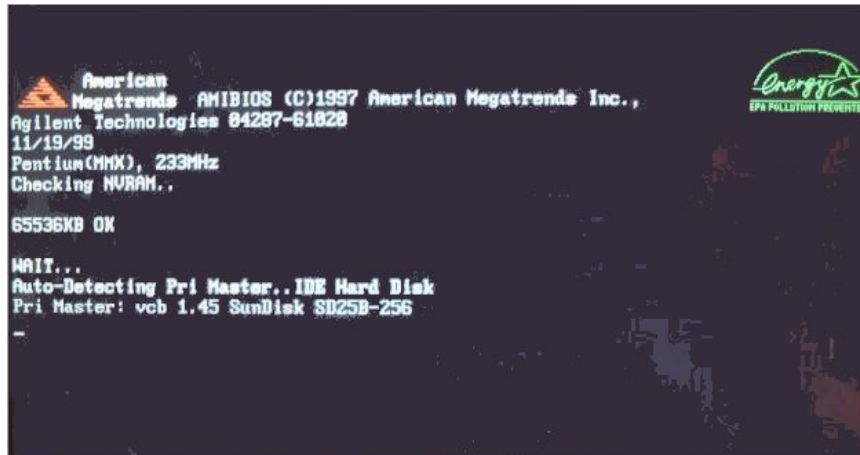 American
Megatrends AMIBIOS (C)1997 American Megatrends Inc.,
Energy
EPA POLLUTION PREVENTE
Agilent Technologies 04287-61020
11/19/99
Pentium(MMX), 233MHz
Checking NVRAM..
65536KB OK
WAIT...
Auto-Detecting Pri Master..IDE Hard Disk
Pri Master: vcb 1.45 SunDisk SD25B-256